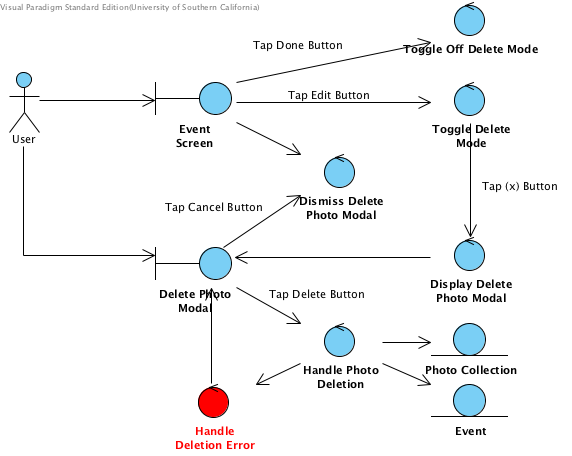 Visual Paradigm Standard Edition(University of Southern California)
Tap Done Button
Toggle Off Delete Mode
Tap Edit Button
User
Event
Screen
Toggle Delete
Mode
Tap (x) Button
Dismiss Delete
Photo Modal
Tap Cancel Button
Delete Photo
Modal
Display Delete
Photo Modal
Tap Delete Button
Handle Photo
Deletion
Photo Collection
Handle
Deletion Error
Event